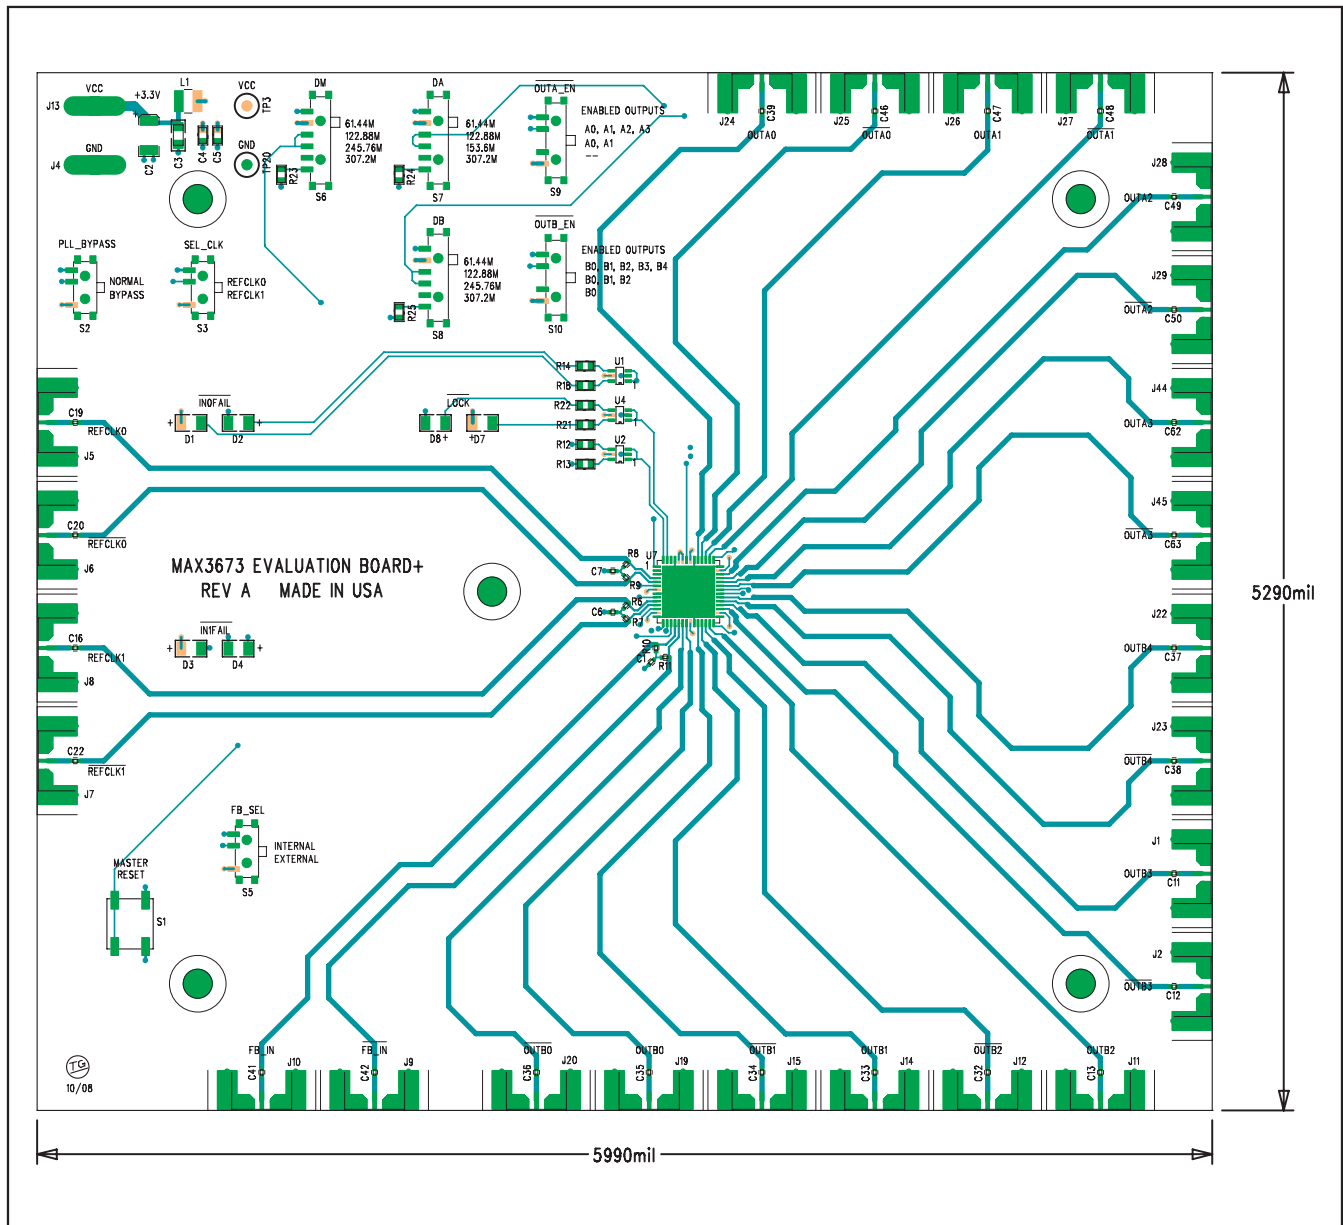 J13
VCC
+3.3V
L1
VCC
TP3
J4
GND
+
C2
C3
C4
C5
GND
TP20
DM
61.44M
122.88M
245.76M
307.2M
R23
S6
DA
61.44M
122.88M
153.6M
307.2M
R24
S7
OUTA_EN
ENABLED OUTPUTS
A0, A1, A2, A3
A0, A1
--
S9
DB
61.44M
122.88M
245.76M
307.2M
R25
S8
OUTB_EN
ENABLED OUTPUTS
B0, B1, B2, B3, B4
B0, B1, B2
B0
S10
PLL_BYPASS
NORMAL
BYPASS
S2
SEL_CLK
REFCLK0
REFCLK1
S3
J24
C39
OUTA0
J25
C46
OUTA0
J26
C47
OUTA1
J27
C48
OUTA1
J28
OUTA2
C49
J29
OUTA2
C50
J44
OUTA3
C62
J45
OUTA3
C63
J22
OUTB4
C37
J23
OUTB4
C38
J1
OUTB3
C11
J2
OUTB3
C12
R14
U1
R18
1
R22
U4
R21
1
R12
U2
R13
1
IN0FAIL
+
D1
D2
+
LOCK
D8+
+D7
C19
REFCLK0
J5
C20
REFCLK0
J6
C16
REFCLK1
J8
C22
REFCLK1
J7
MAX3673 EVALUATION BOARD+
REV A MADE IN USA
IN1FAIL
+
D3
D4
+
R8
U7
1
C7
R9
R6
C6
R7
R10
C1
R11
FB_SEL
INTERNAL
EXTERNAL
S5
MASTER
RESET
S1
TG
10/08
FB_IN
C41
J10
FB_IN
C42
J9
OUTB0
C36
J20
OUTB0
C35
J19
OUTB1
C34
J15
OUTB1
C33
J14
OUTB2
C32
J12
OUTB2
C13
J11
5290mil
5990mil